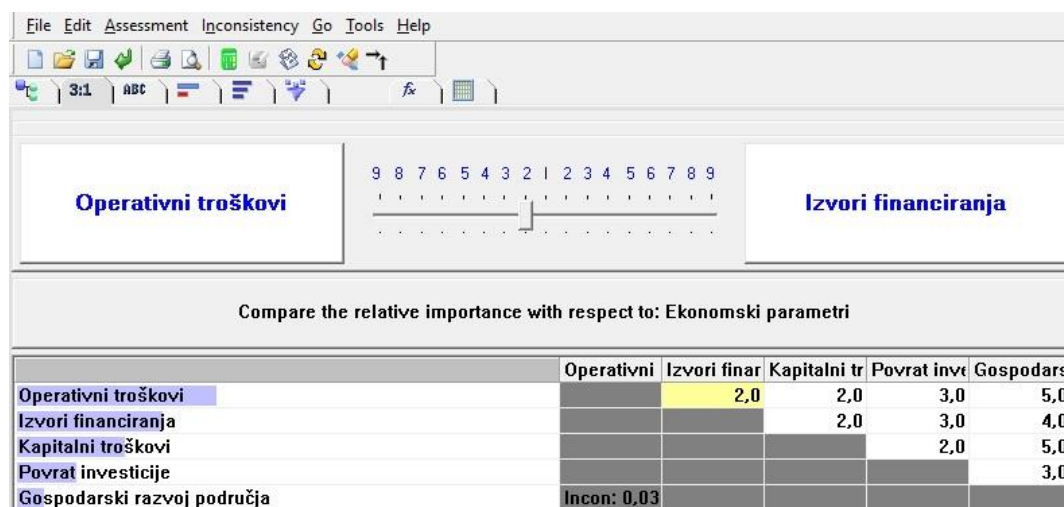 File Edit Assessment Inconsistency Go Tools Help
3:1 ABC fx
9 8 7 6 5 4 3 2 1 2 3 4 5 6 7 8 9
Operativni troškovi
Izvori financiranja
Compare the relative importance with respect to: Ekonomski parametri
Operativni Izvori finar Kapitalni tr Povrat inve Gospodars
Operativni troškovi 2,0 2,0 3,0 5,0
Izvori financiranja 2,0 3,0 4,0
Kapitalni troškovi 2,0 5,0
Povrat investicije 3,0
Gospodarski razvoj područja Incon: 0,03